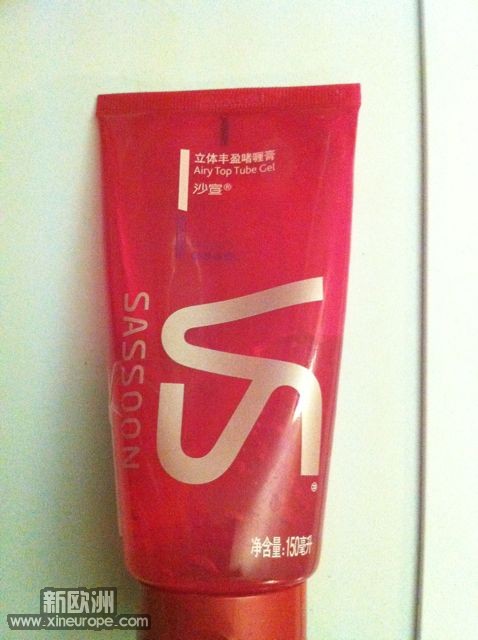 立体丰盈啫喱膏
Airy Top Tube Gel
沙宣®
SASSOON
VS
®
净含量:150毫升
新欧洲
www.xineurope.com